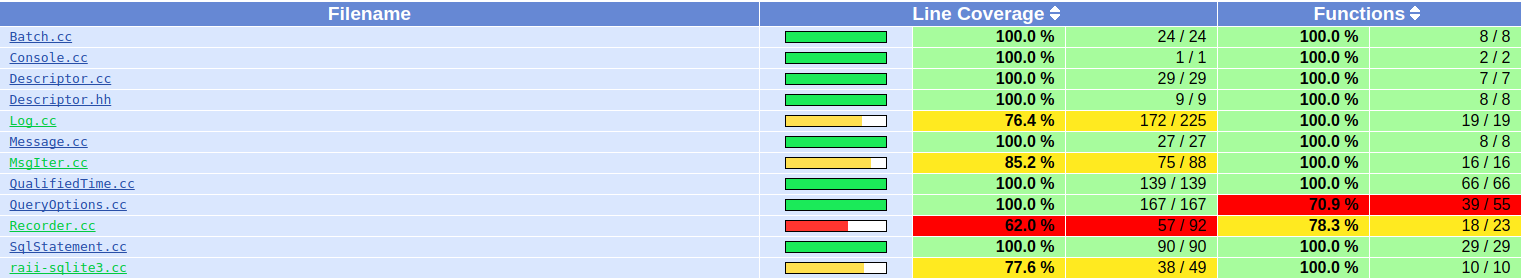 Filename Line Coverage Functions
Batch.cc 100.0 % 24 / 24 100.0 % 8 / 8
Console.cc 100.0 % 1 / 1 100.0 % 2 / 2
Descriptor.cc 100.0 % 29 / 29 100.0 % 7 / 7
Descriptor.hh 100.0 % 9 / 9 100.0 % 8 / 8
Log.cc 76.4 % 172 / 225 100.0 % 19 / 19
Message.cc 100.0 % 27 / 27 100.0 % 8 / 8
MsgIter.cc 85.2 % 75 / 88 100.0 % 16 / 16
QualifiedTime.cc 100.0 % 139 / 139 100.0 % 66 / 66
QueryOptions.cc 100.0 % 167 / 167 70.9 % 39 / 55
Recorder.cc 62.0 % 57 / 92 78.3 % 18 / 23
SqlStatement.cc 100.0 % 90 / 90 100.0 % 29 / 29
raii-sqlite3.cc 77.6 % 38 / 49 100.0 % 10 / 10